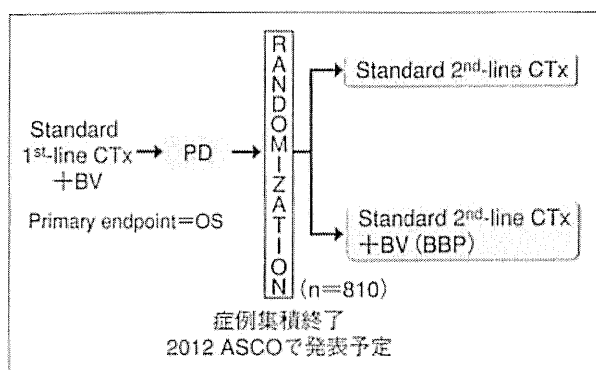 Standard
1st-line CTx
+BV
PD
RANDOMIZATION
Standard 2nd-line CTx
Standard 2nd-line CTx
+BV (BBP)
Primary endpoint=OS
(n=810)
症例集積終了
2012 ASCOで発表予定